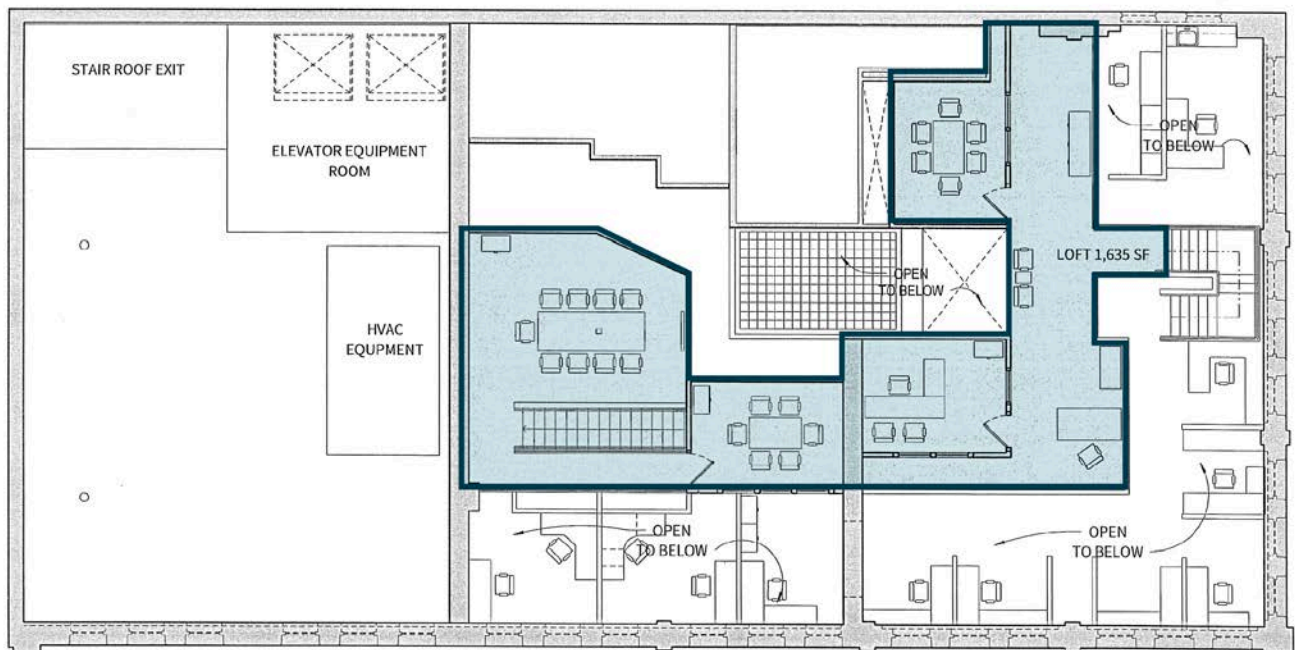 STAIR ROOF EXIT
ELEVATOR EQUIPMENT
ROOM
OPEN
TO BELOW
LOFT 1,635 SF
OPEN
TO BELOW
HVAC
EQUPMENT
OPEN
TO BELOW
OPEN
TO BELOW